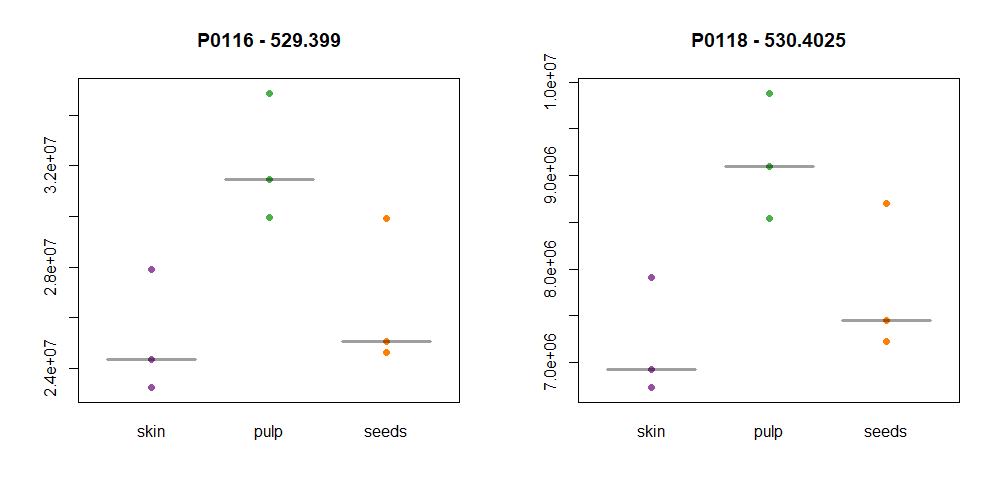 P0116 - 529.399
3.2e+07
2.8e+07
2.4e+07
skin pulp seeds
P0118 - 530.4025
1.0e+07
9.0e+06
8.0e+06
7.0e+06
skin pulp seeds